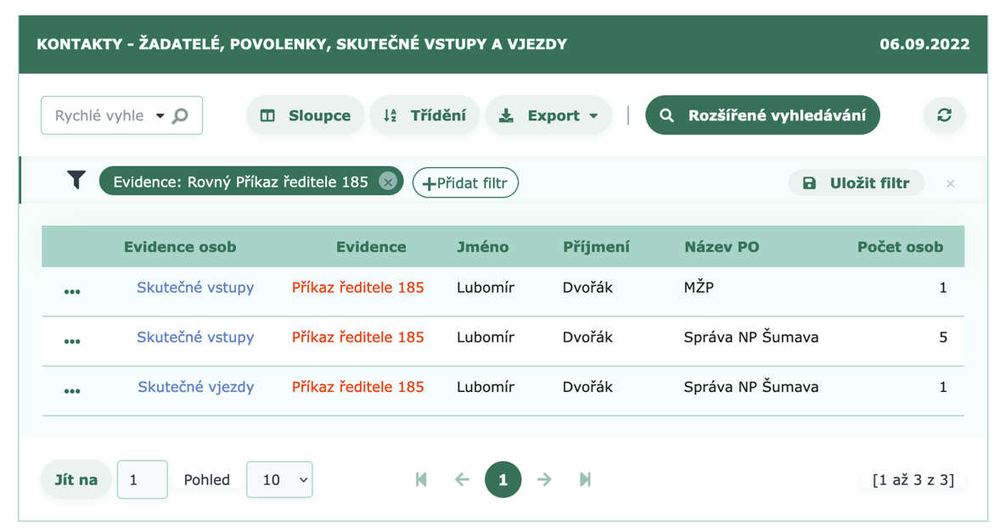 KONTAKTY - ŽADATELÉ, POVOLENKY, SKUTEČNÉ VSTUPY A VJEZDY 06.09.2022
Rychlé vyhle Sloupce Třídění Export Rozšířené vyhledávání
Evidence: Rovný Příkaz ředitele 185 Přidat filtr Uložit filtr
Evidence osob Evidence Jméno Příjmení Název PO Počet osob
Skutečné vstupy Příkaz ředitele 185 Lubomír Dvořák MŽP 1
Skutečné vstupy Příkaz ředitele 185 Lubomír Dvořák Správa NP Šumava 5
Skutečné vjezdy Příkaz ředitele 185 Lubomír Dvořák Správa NP Šumava 1
Jít na 1 Pohled 10 1 [1 až 3 z 3]